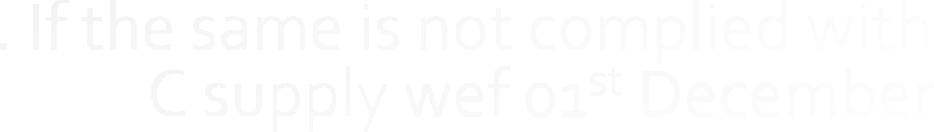 . If the same is not complied with
C supply wef 01st December